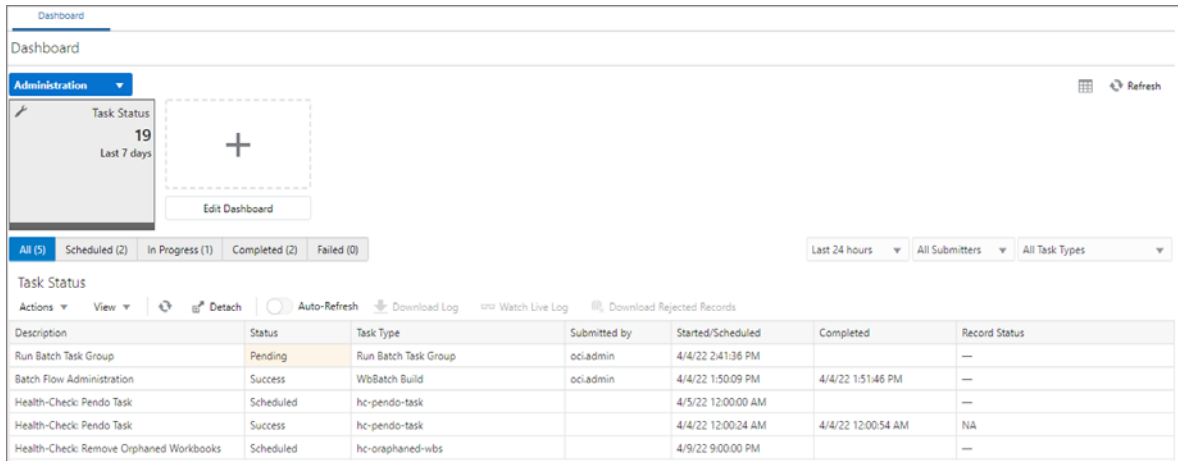 Dashboard
Dashboard
Administration
Refresh
Task Status
19
Last 7 days
Edit Dashboard
All (5) Scheduled (2) In Progress (1) Completed (2) Failed (0) Last 24 hours All Submitters All Task Types
Task Status
Actions View Detach Auto-Refresh Download Log Watch Live Log Download Rejected Records
Description Status Task Type Submitted by Started/Scheduled Completed Record Status
Run Batch Task Group Pending Run Batch Task Group oci.admin 4/4/22 2:41:36 PM —
Batch Flow Administration Success WbBatch Build oci.admin 4/4/22 1:50:09 PM 4/4/22 1:51:46 PM —
Health-Check: Pendo Task Scheduled hc-pendo-task 4/5/22 12:00:00 AM —
Health-Check: Pendo Task Success hc-pendo-task 4/4/22 12:00:24 AM 4/4/22 12:00:54 AM NA
Health-Check: Remove Orphaned Workbooks Scheduled hc-oraphaned-wbs 4/9/22 9:00:00 PM —